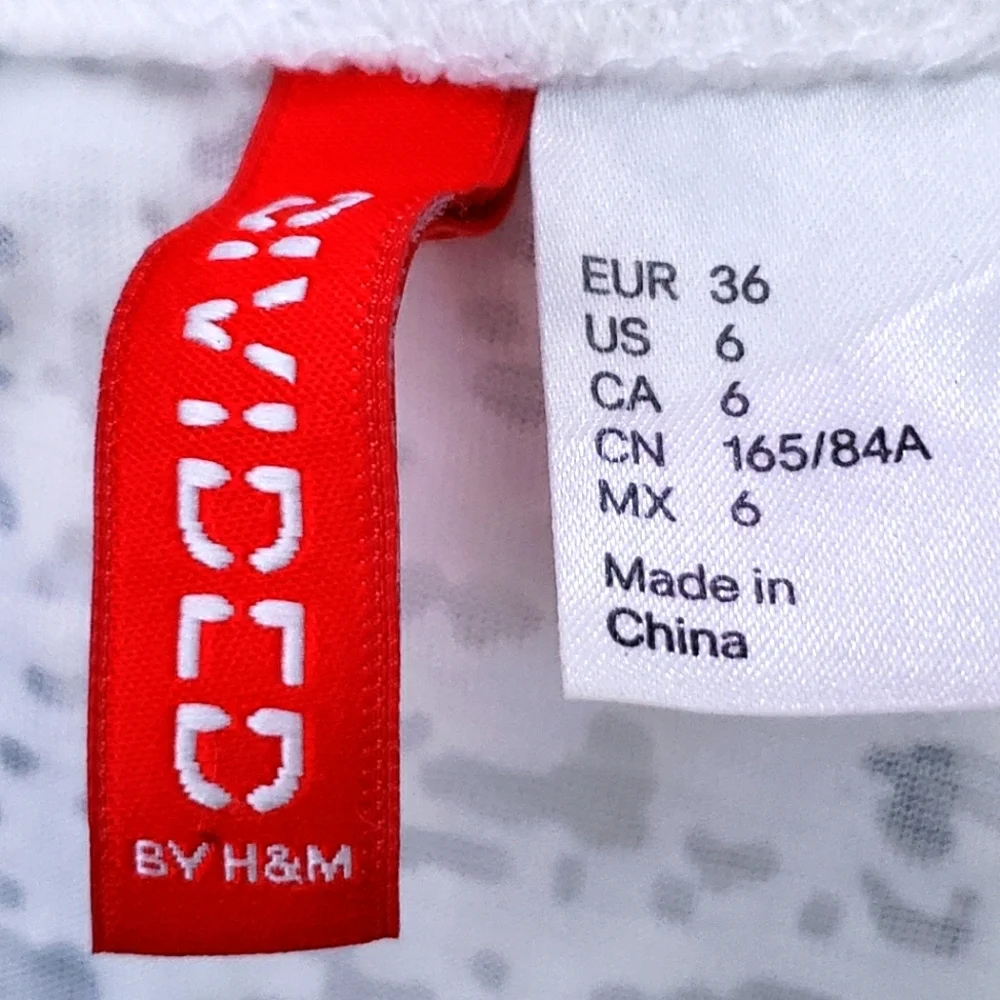 DIVIDED
BY H&M
EUR 36
US 6
CA 6
CN 165/84A
MX 6
Made in
China